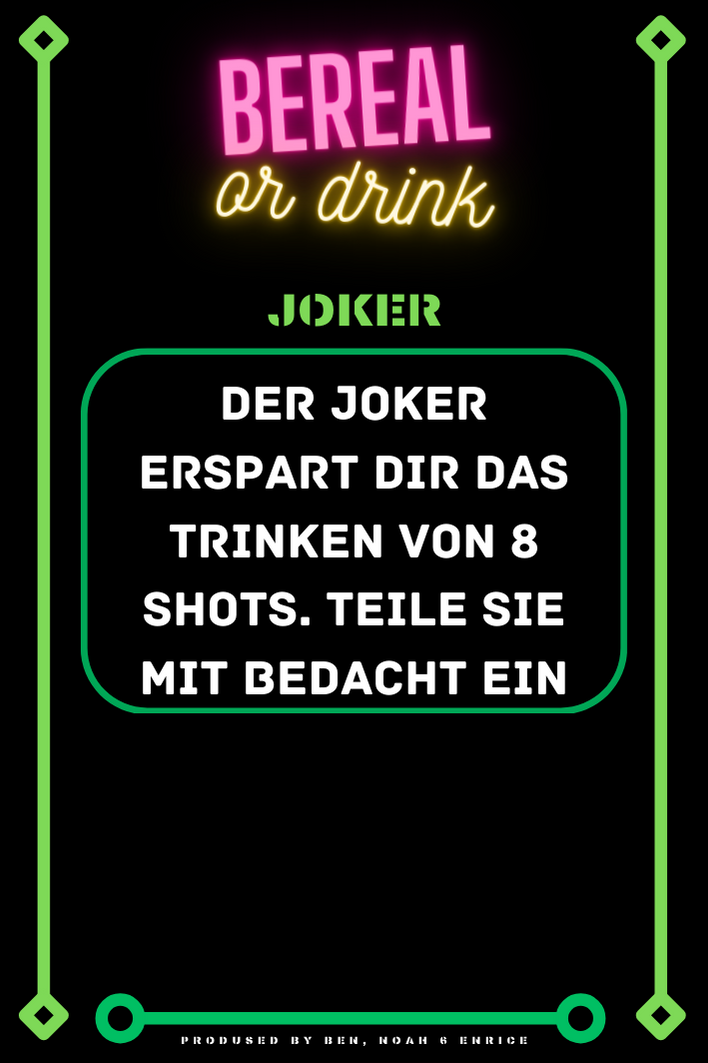 BEREAL
or drink
JOKER
DER JOKER
ERSPART DIR DAS
TRINKEN VON 8
SHOTS. TEILE SIE
MIT BEDACHT EIN
PRODUSED BY BEN, NOAH & ENRICE